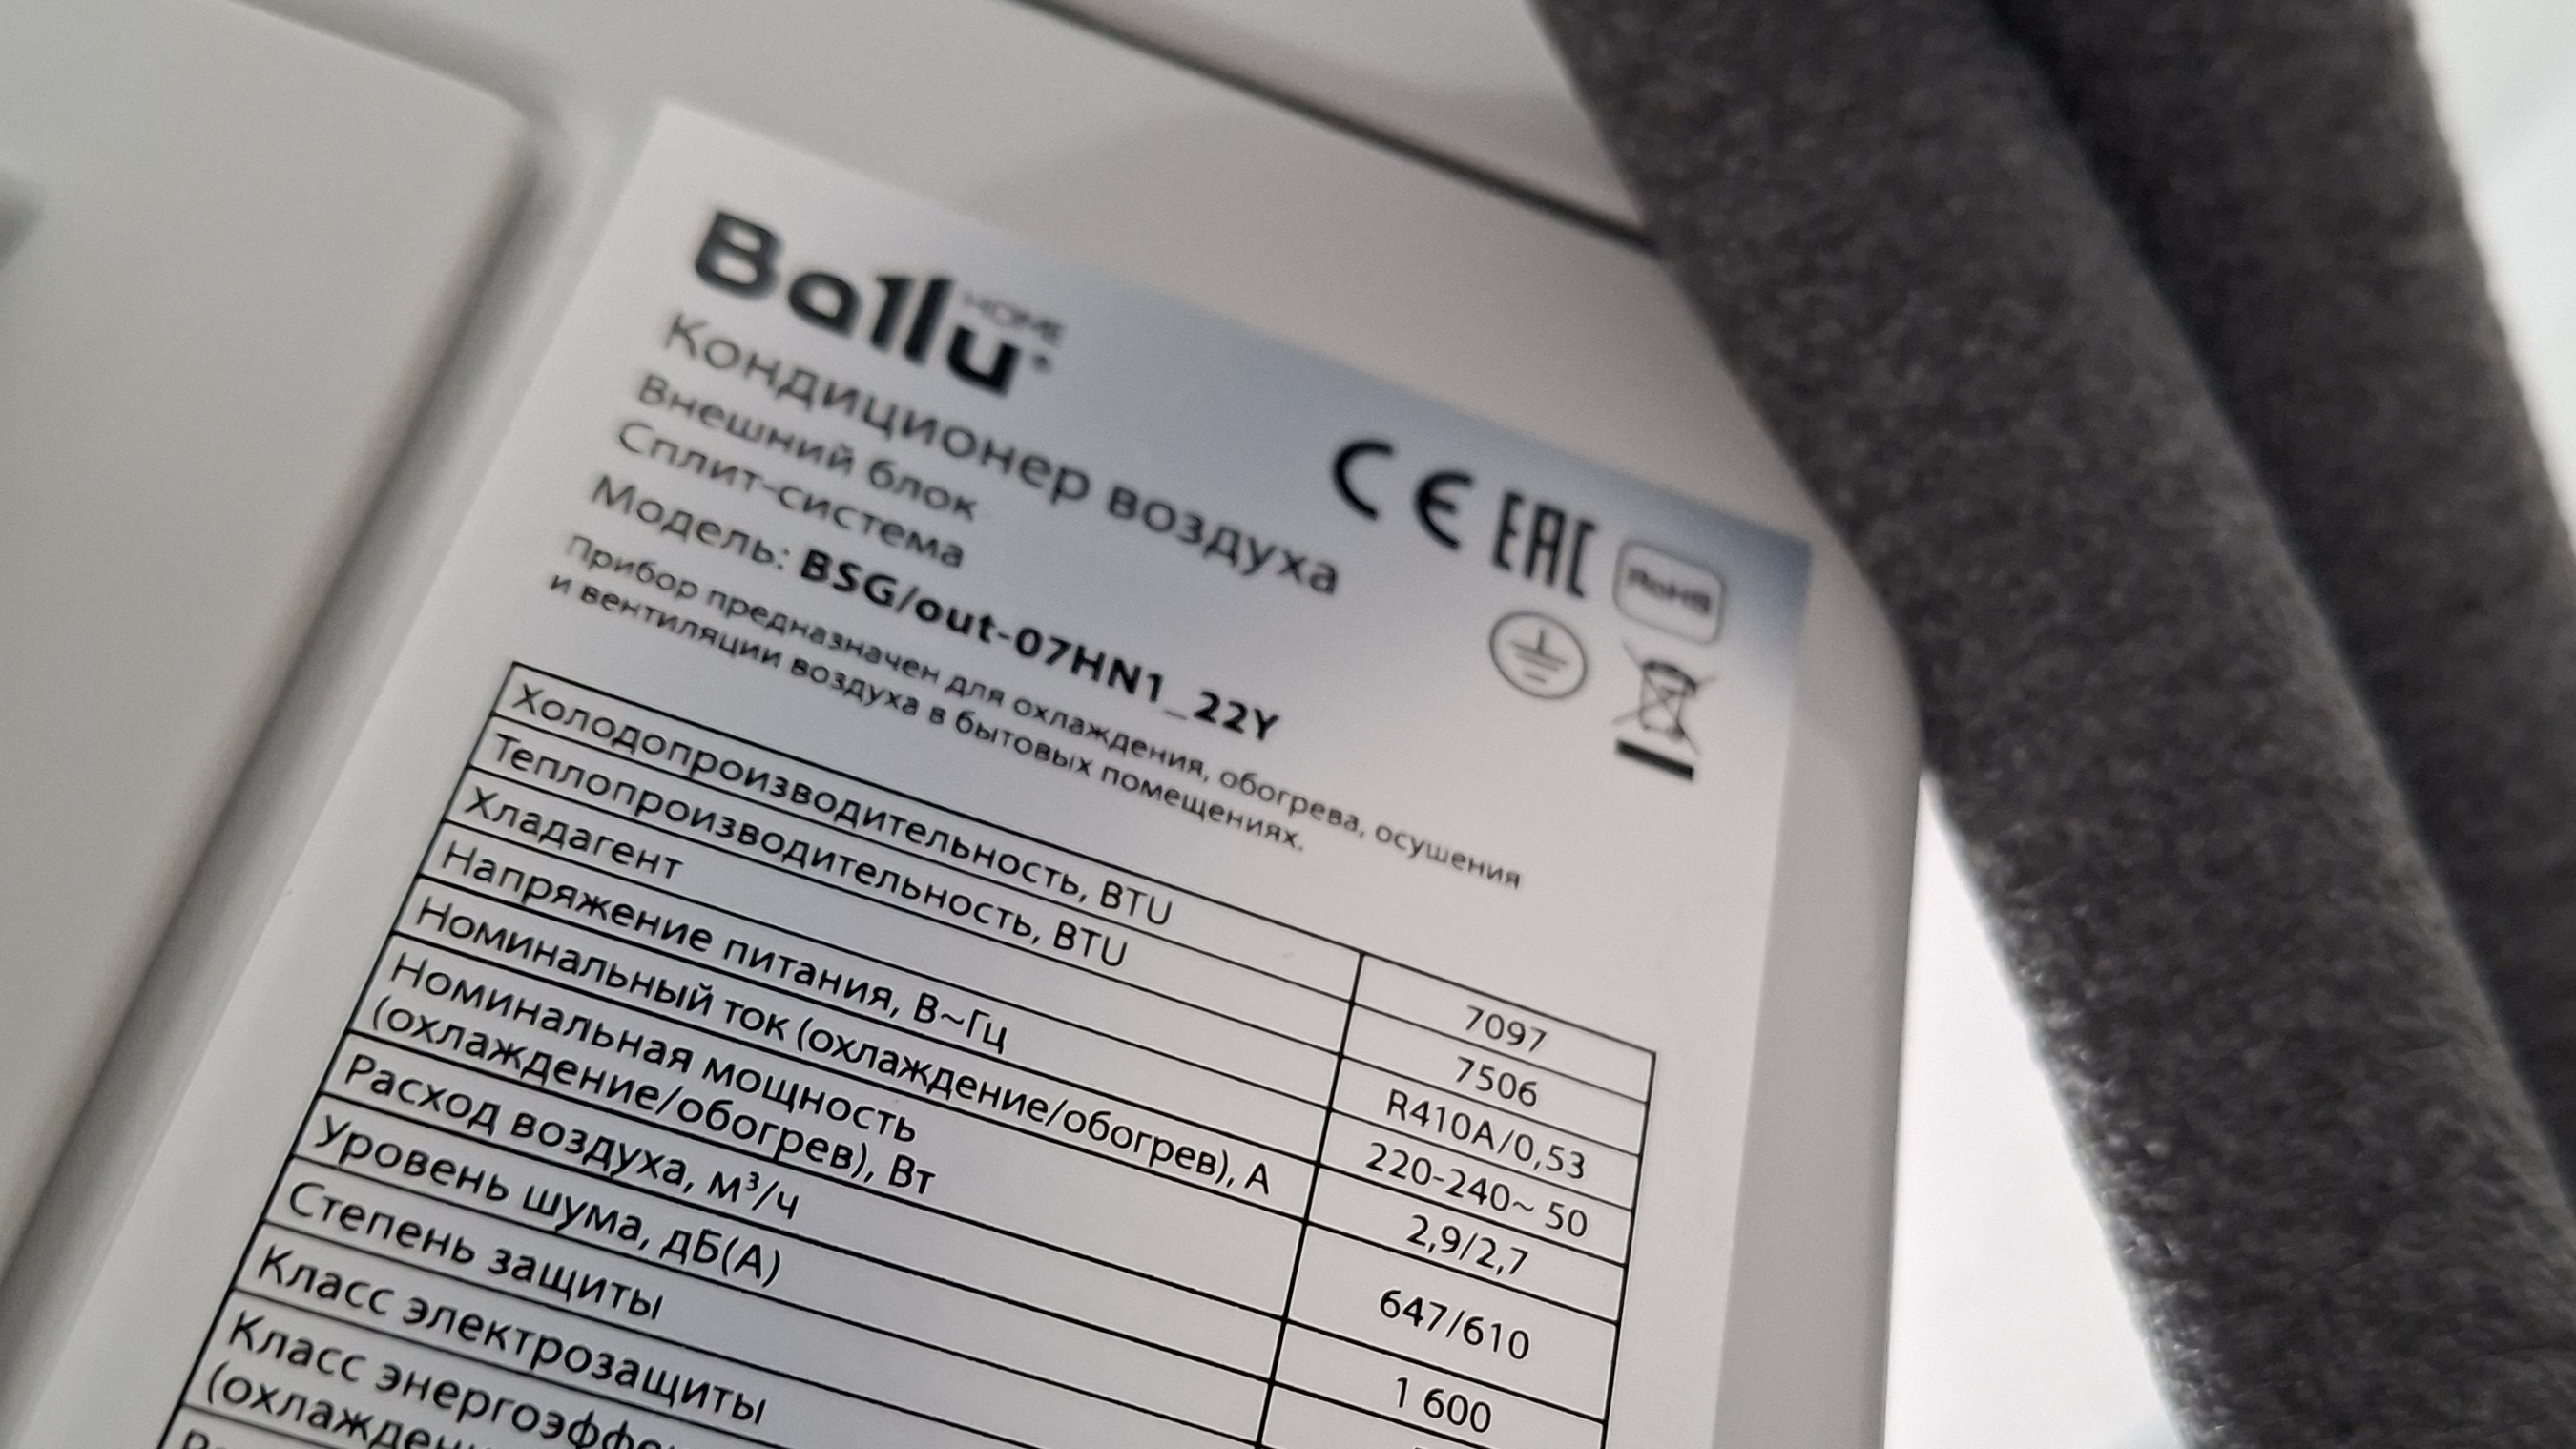 Ballu® HOME
Кондиционер воздуха
Внешний блок
Сплит-система
Модель: BSG/out-07HN1_22Y
CE EAC RoHS
Прибор предназначен для охлаждения, обогрева, осушения
и вентиляции воздуха в бытовых помещениях.
Холодопроизводительность, BTU 7097
Теплопроизводительность, BTU 7506
Хладагент R410A/0,53
Напряжение питания, В~Гц 220-240~ 50
Номинальный ток (охлаждение/обогрев), А 2,9/2,7
Номинальная мощность
(охлаждение/обогрев), Вт 647/610
Расход воздуха, м³/ч 1 600
Уровень шума, дБ(А)
Степень защиты
Класс электрозащиты
Класс